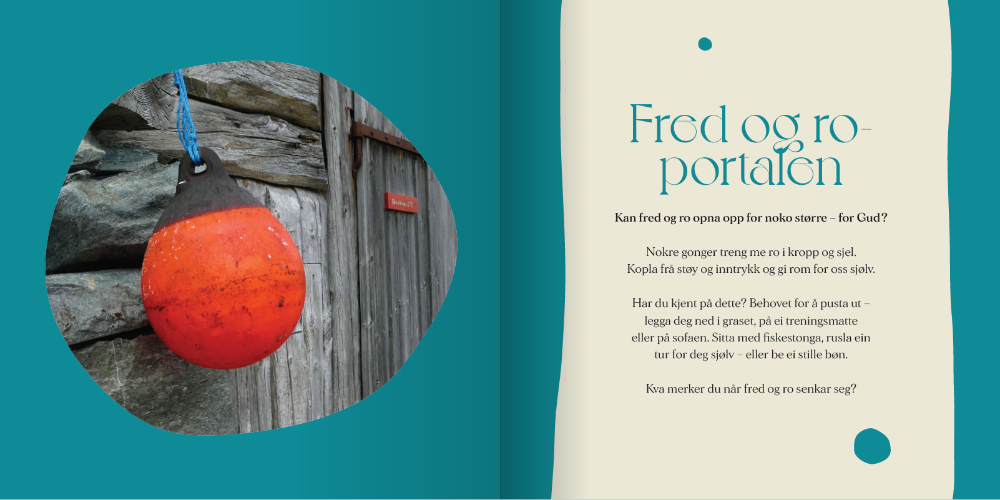 Fred og ro-
portalen
Kan fred og ro opna opp for noko større – for Gud?
Nokre gonger treng me ro i kropp og sjel.
Kopla frå støy og inntrykk og gi rom for oss sjølv.
Har du kjent på dette? Behovet for å pusta ut –
legga deg ned i graset, på ei treningsmatte
eller på sofaen. Sitta med fiskestonga, rusla ein
tur for deg sjølv – eller be ei stille bøn.
Kva merker du når fred og ro senkar seg?